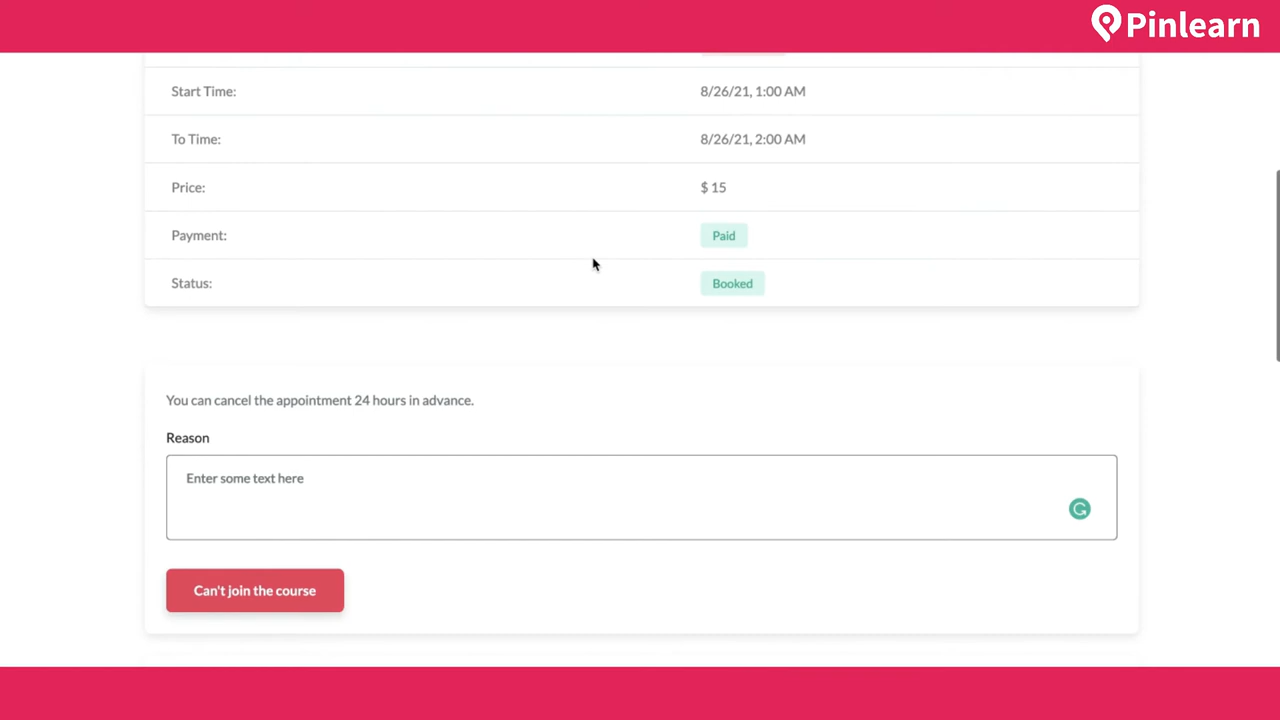 Pinlearn
Start Time: 8/26/21, 1:00 AM
To Time: 8/26/21, 2:00 AM
Price: $ 15
Payment: Paid
Status: Booked
You can cancel the appointment 24 hours in advance.
Reason
Enter some text here
Can't join the course